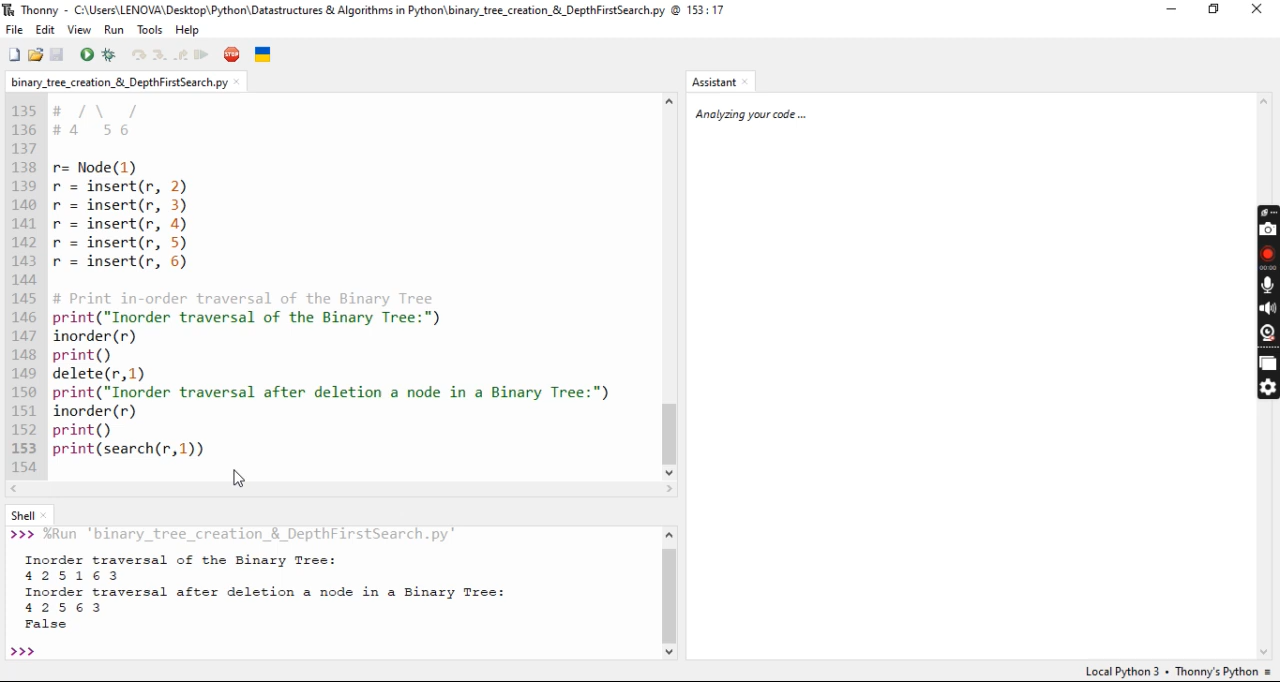 Thonny - C:\Users\LENOVA\Desktop\Python\Datastructures & Algorithms in Python\binary_tree_creation_&_DepthFirstSearch.py @ 153 : 17
File Edit View Run Tools Help
STOP
binary_tree_creation_&_DepthFirstSearch.py ×
135 # / \ /
136 # 4 5 6
137
138 r= Node(1)
139 r = insert(r, 2)
140 r = insert(r, 3)
141 r = insert(r, 4)
142 r = insert(r, 5)
143 r = insert(r, 6)
144
145 # Print in-order traversal of the Binary Tree
146 print("Inorder traversal of the Binary Tree:")
147 inorder(r)
148 print()
149 delete(r,1)
150 print("Inorder traversal after deletion a node in a Binary Tree:")
151 inorder(r)
152 print()
153 print(search(r,1))
154
Shell ×
>>> %Run 'binary_tree_creation_&_DepthFirstSearch.py'
Inorder traversal of the Binary Tree:
4 2 5 1 6 3
Inorder traversal after deletion a node in a Binary Tree:
4 2 5 6 3
False
>>>
Assistant ×
Analyzing your code ...
00:00
Local Python 3 • Thonny's Python ≡